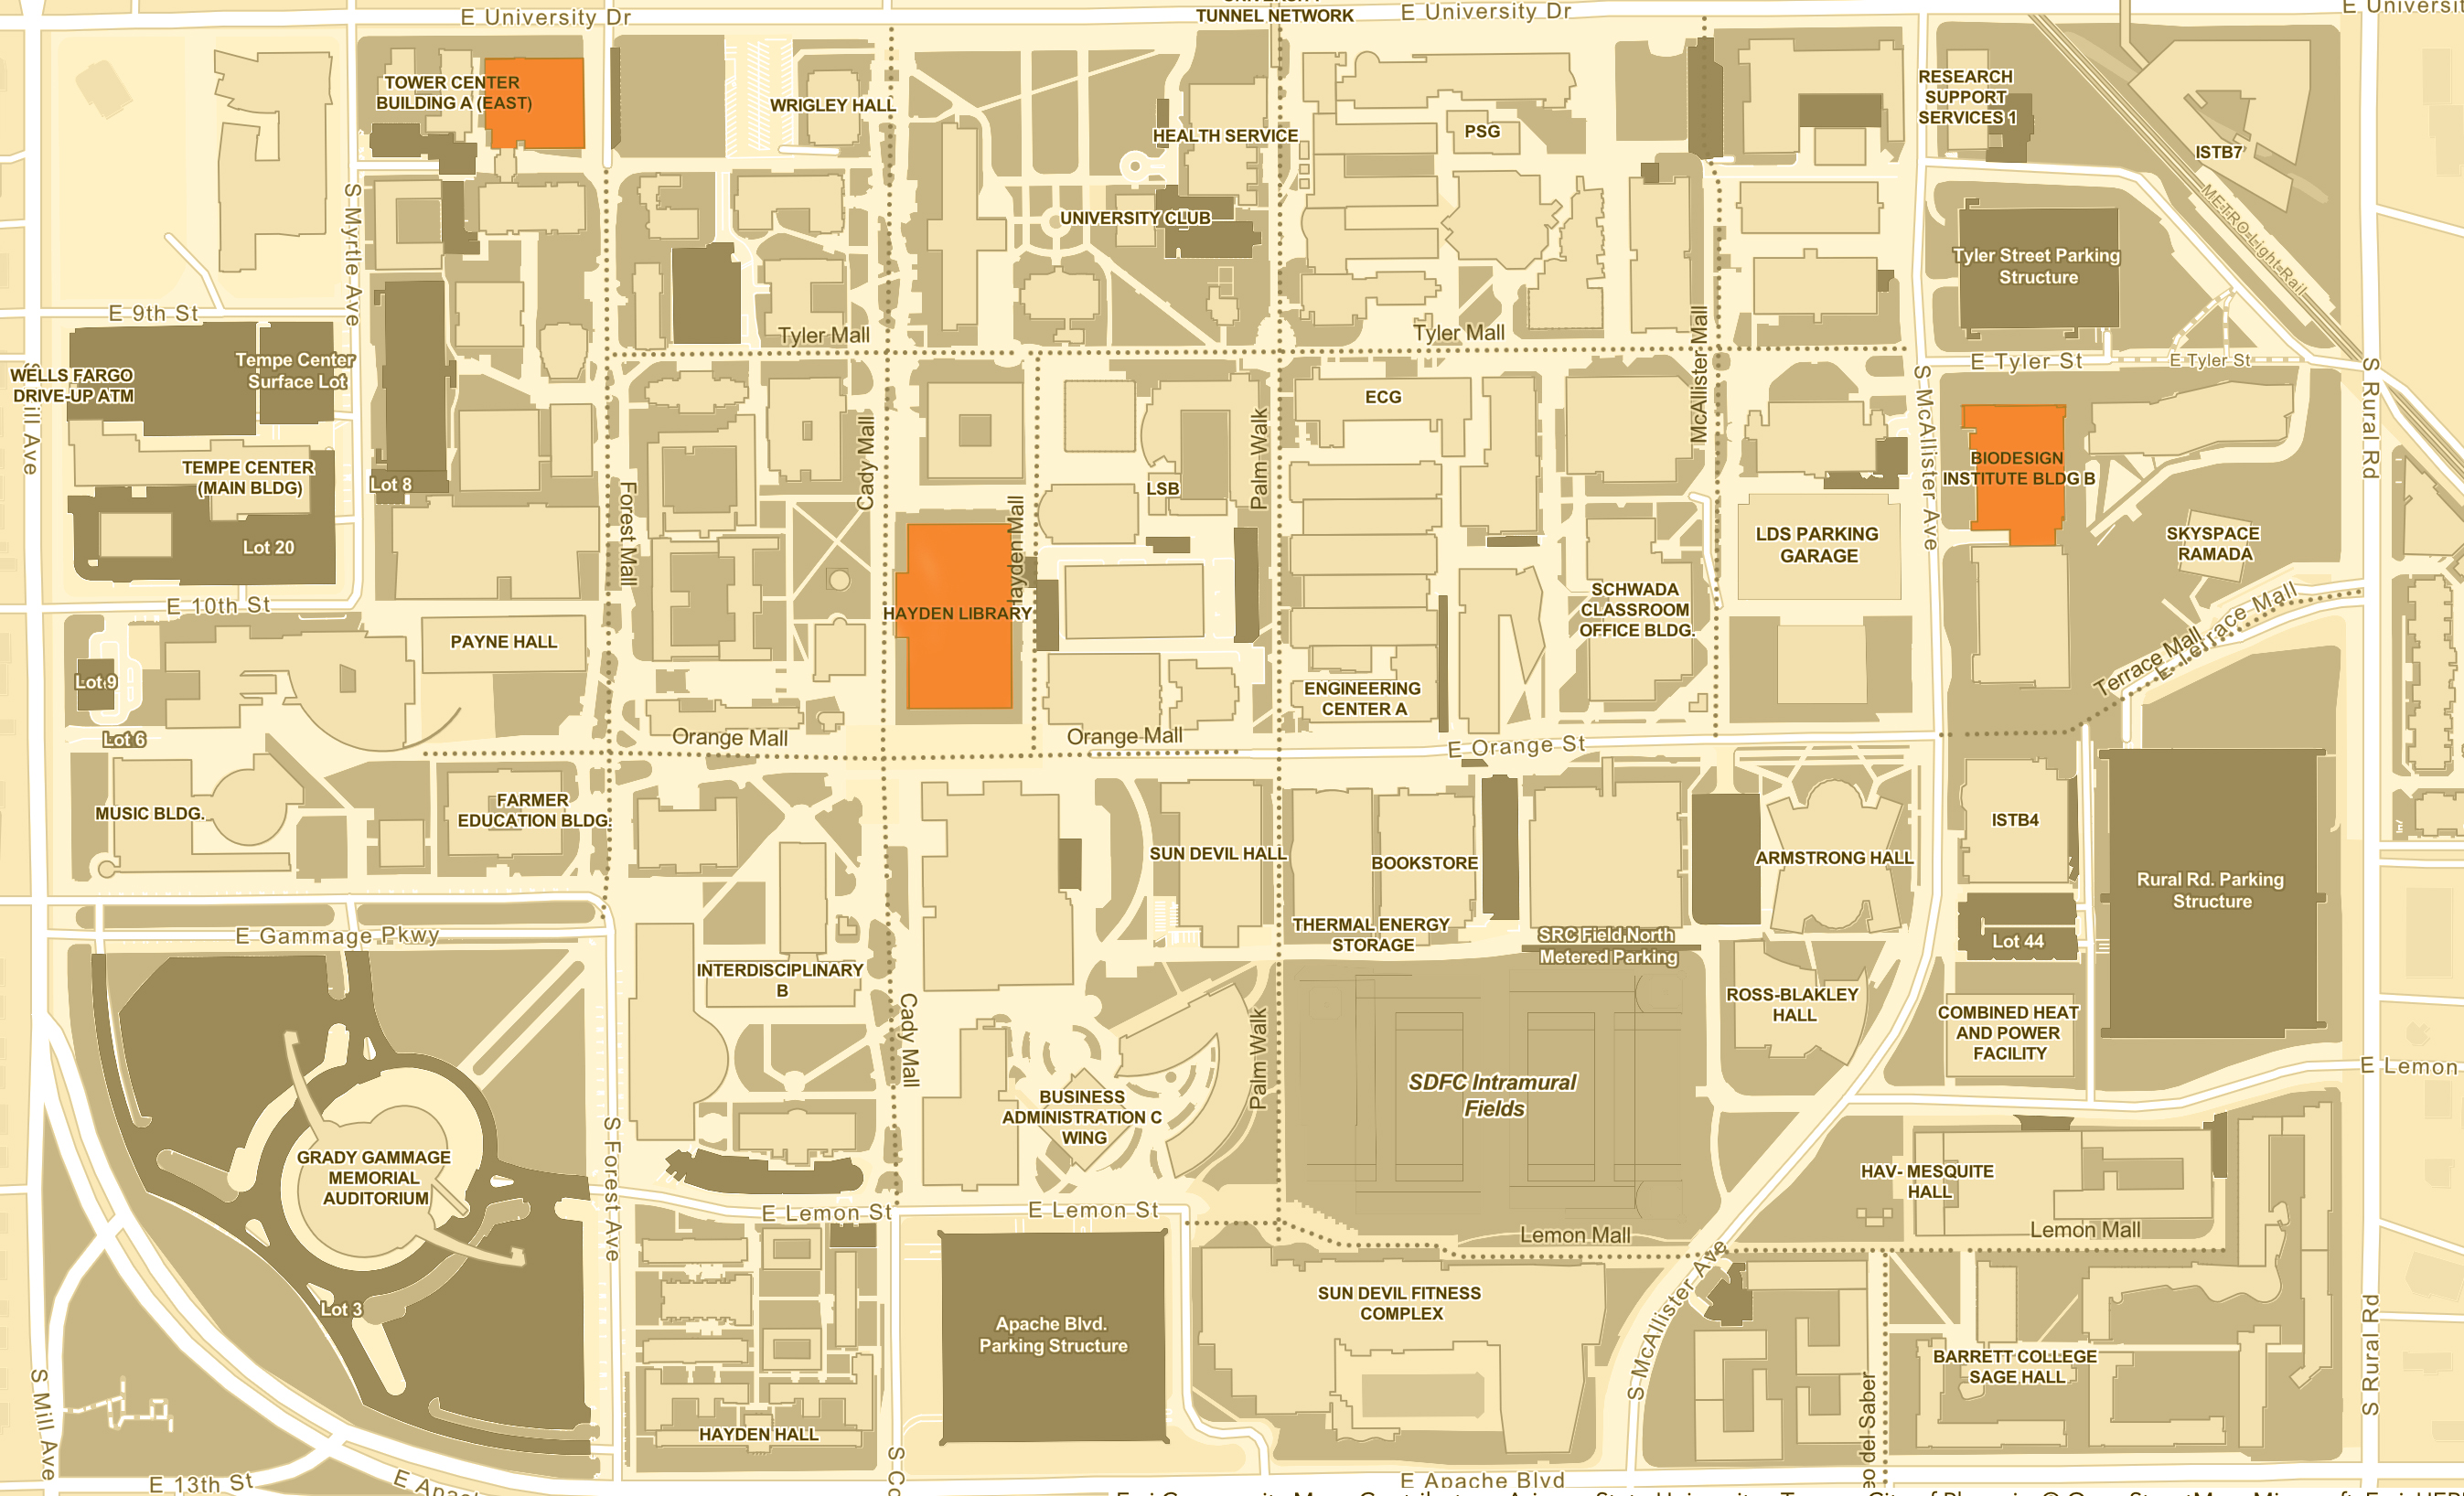 E University Dr
TUNNEL NETWORK
E University Dr
TOWER CENTER
BUILDING A (EAST)
WRIGLEY HALL
HEALTH SERVICE
PSG
RESEARCH
SUPPORT
SERVICES 1
ISTB7
METRO Light Rail
S Myrtle Ave
UNIVERSITY CLUB
Tyler Street Parking
Structure
E 9th St
Tyler Mall
Tyler Mall
McAllister Mall
E Tyler St
E Tyler St
WELLS FARGO
DRIVE-UP ATM
Tempe Center
Surface Lot
ECG
S Rural Rd
S McAllister Ave
Cady Mall
Palm Walk
TEMPE CENTER
(MAIN BLDG)
Lot 8
LSB
BIODESIGN
INSTITUTE BLDG B
Forest Mall
Hayden Mall
Lot 20
LDS PARKING
GARAGE
SKYSPACE
RAMADA
E 10th St
HAYDEN LIBRARY
SCHWADA
CLASSROOM
OFFICE BLDG.
PAYNE HALL
Terrace Mall
E Terrace Mall
Lot 9
ENGINEERING
CENTER A
Lot 6
Orange Mall
Orange Mall
E Orange St
MUSIC BLDG.
FARMER
EDUCATION BLDG.
SUN DEVIL HALL
BOOKSTORE
ARMSTRONG HALL
ISTB4
Rural Rd. Parking
Structure
E Gammage Pkwy
THERMAL ENERGY
STORAGE
SRC Field North
Metered Parking
Lot 44
INTERDISCIPLINARY
B
Cady Mall
Palm Walk
ROSS-BLAKLEY
HALL
COMBINED HEAT
AND POWER
FACILITY
E Lemon
SDFC Intramural
Fields
BUSINESS
ADMINISTRATION C
WING
GRADY GAMMAGE
MEMORIAL
AUDITORIUM
S Forest Ave
HAV- MESQUITE
HALL
E Lemon St
E Lemon St
Lemon Mall
Lemon Mall
Lot 3
SUN DEVIL FITNESS
COMPLEX
Apache Blvd.
Parking Structure
S McAllister Ave
BARRETT COLLEGE
SAGE HALL
S Rural Rd
S Mill Ave
HAYDEN HALL
E 13th St
E Apache Blvd